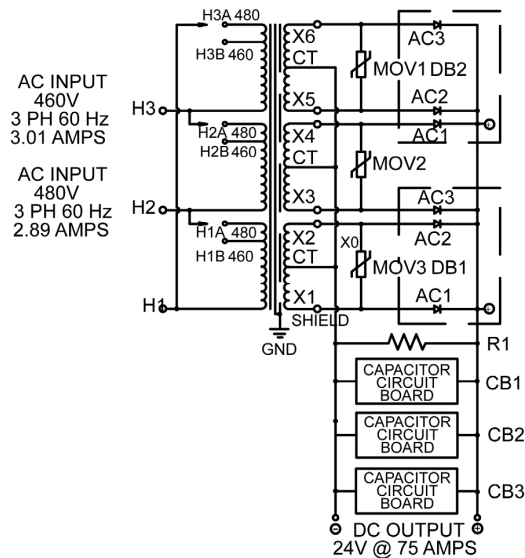 H3A 480
H3B 460
X6
CT
X5
AC3
MOV1 DB2
AC2
AC1
AC INPUT
460V
3 PH 60 Hz
3.01 AMPS
H3
H2A 480
H2B 460
X4
CT
X3
MOV2
AC INPUT
480V
3 PH 60 Hz
2.89 AMPS
H2
H1A 480
H1B 460
X2
CT
X1
X0
AC3
AC2
MOV3 DB1
AC1
H1
SHIELD
GND
R1
CAPACITOR
CIRCUIT
BOARD
CB1
CAPACITOR
CIRCUIT
BOARD
CB2
CAPACITOR
CIRCUIT
BOARD
CB3
⊖ DC OUTPUT ⊕
24V @ 75 AMPS